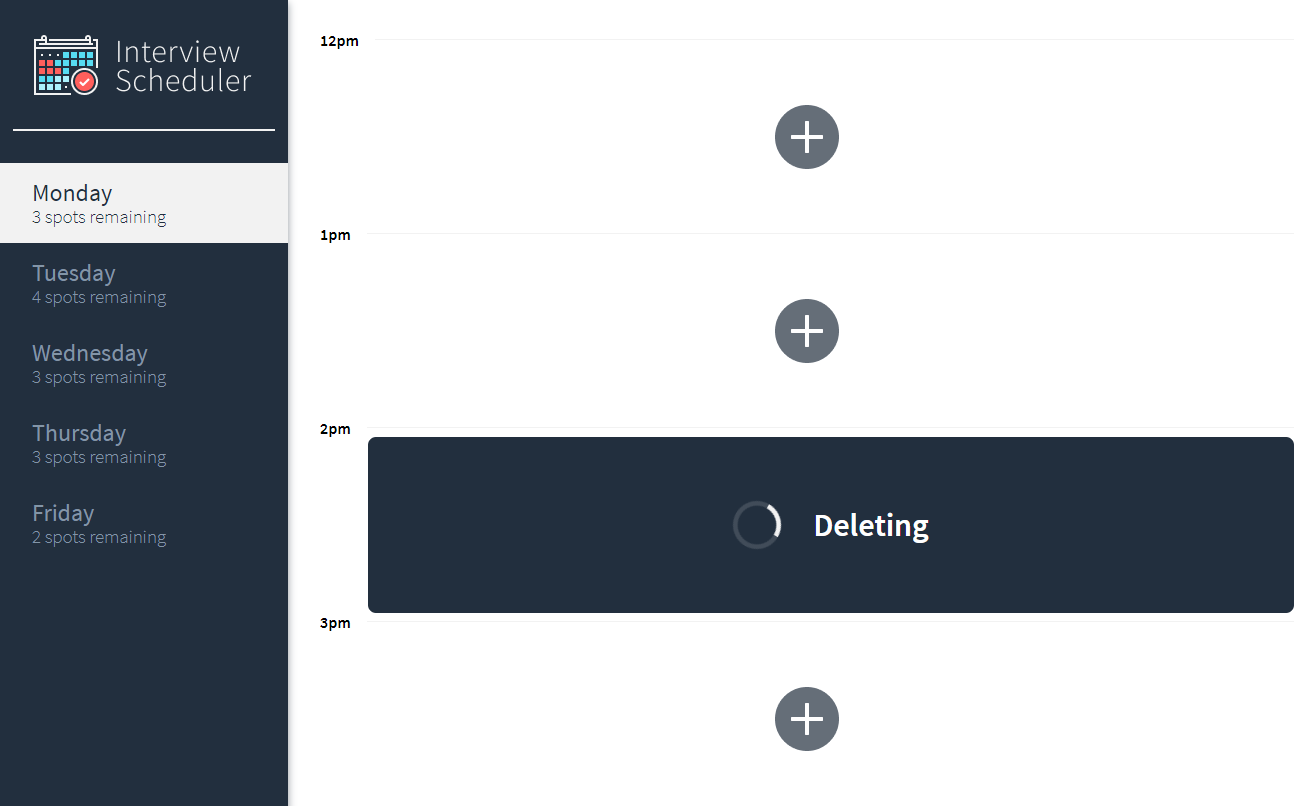 Interview
Scheduler
Monday
3 spots remaining
Tuesday
4 spots remaining
Wednesday
3 spots remaining
Thursday
3 spots remaining
Friday
2 spots remaining
12pm
1pm
2pm
Deleting
3pm